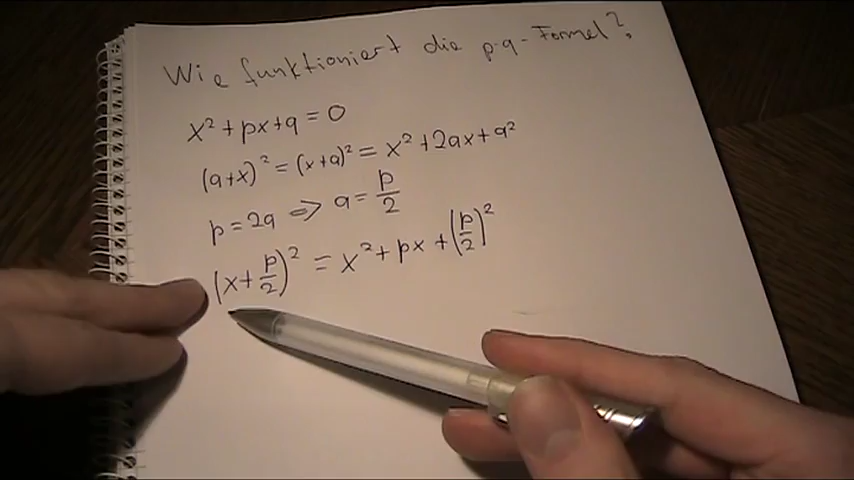 Wie funktioniert die p-q-Formel?
x² + px + q = 0
(a+x)² = (x+a)² = x² + 2ax + a²
p = 2a => a = p/2
(x + p/2)² = x² + px + (p/2)²